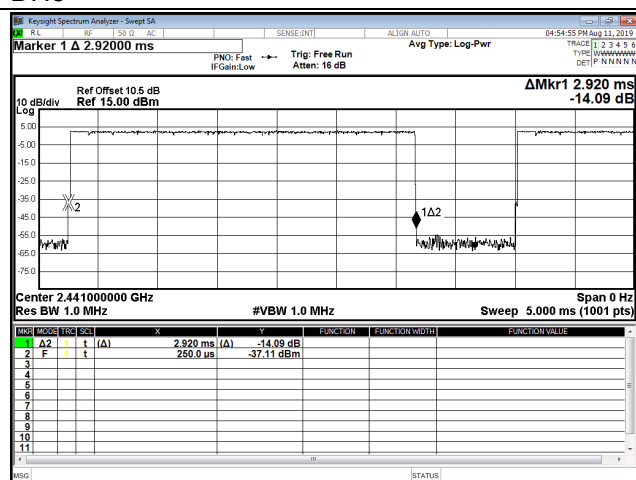 Keysight Spectrum Analyzer - Swept SA
RL RF 50 Ω AC SENSE:INT ALIGN AUTO 04:54:55 PM Aug 11, 2019
Marker 1 Δ 2.92000 ms
PNO: Fast Trig: Free Run Avg Type: Log-Pwr TRACE 1 2 3 4 5 6
IFGain:Low Atten: 16 dB TYPE WWWWWW
DET P NNNNN
Ref Offset 10.5 dB ΔMkr1 2.920 ms
10 dB/div Ref 15.00 dBm -14.09 dB
Log
5.00
-5.00
-15.0
-25.0
-35.0
2
-45.0
1Δ2
-55.0
-65.0
-75.0
Center 2.441000000 GHz Span 0 Hz
Res BW 1.0 MHz #VBW 1.0 MHz Sweep 5.000 ms (1001 pts)
MKR MODE TRC SCL X Y FUNCTION FUNCTION WIDTH FUNCTION VALUE
1 Δ2 1 t (Δ) 2.920 ms (Δ) -14.09 dB
2 F 1 t 250.0 µs -37.11 dBm
3
4
5
6
7
8
9
10
11
MSG STATUS